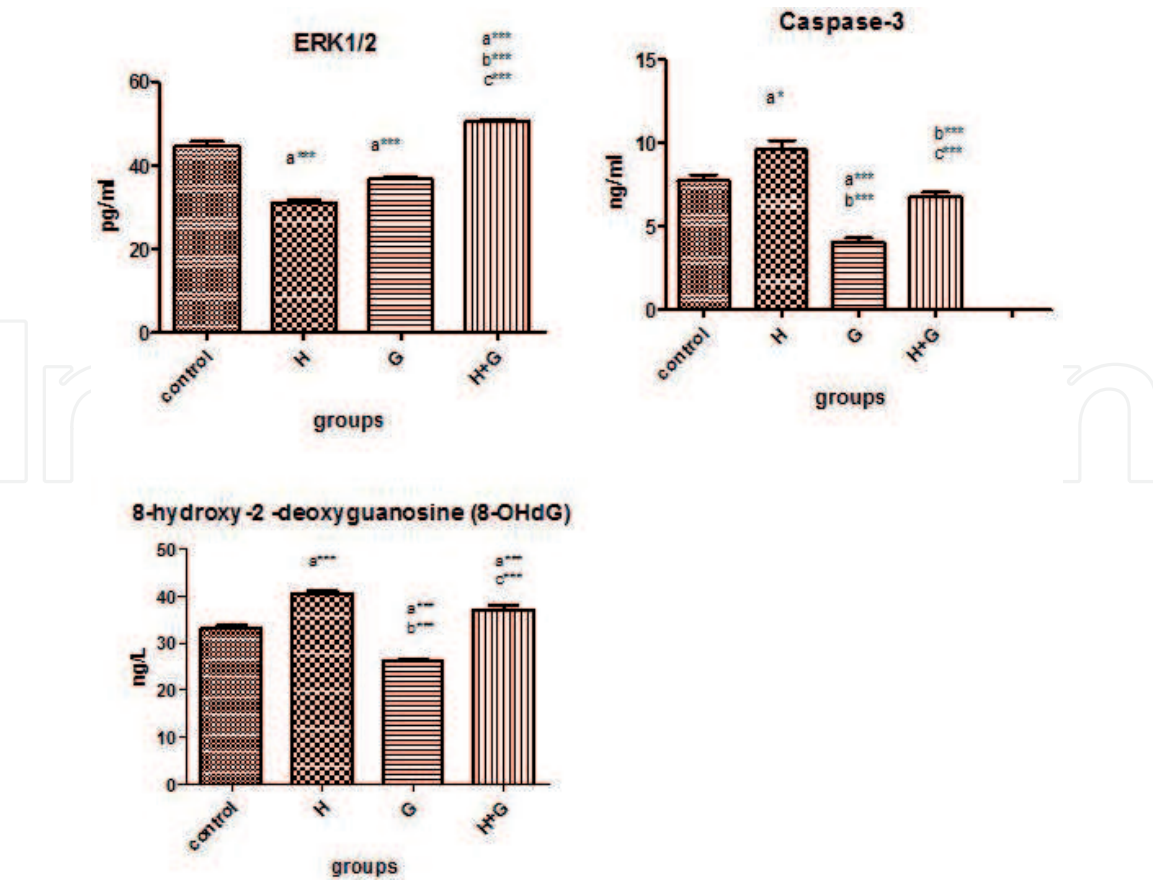 ERK1/2
a***
b***
c***
60
a***
a***
40
pg/ml
20
0
control
H
G
H+G
groups
Caspase-3
15
a*
b***
c***
10
a***
b***
ng/ml
5
0
control
H
G
H+G
groups
8-hydroxy-2 -deoxyguanosine (8-OHdG)
50
a***
a***
c***
40
a***
b***
30
ng/L
20
10
0
control
H
G
H+G
groups